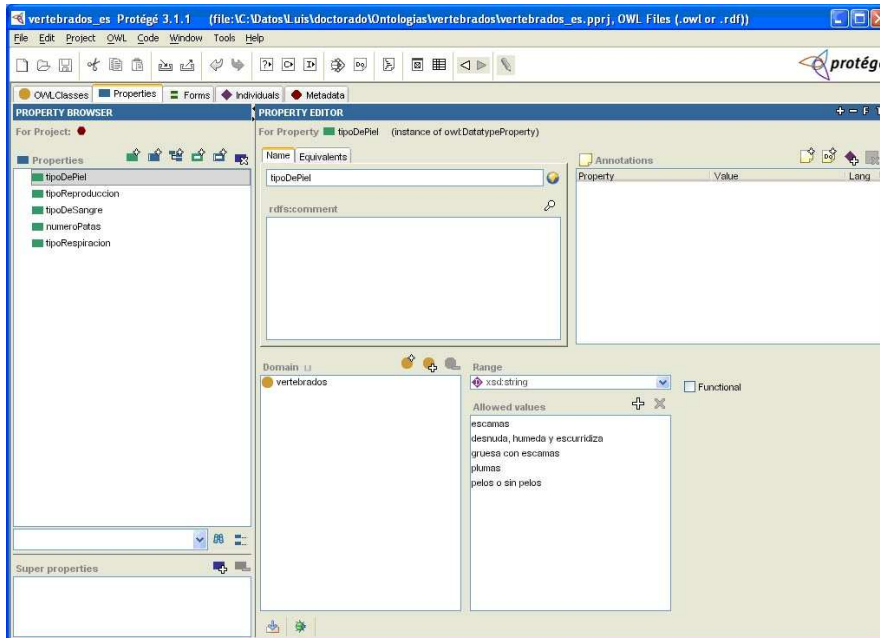 vertebrados_es Protégé 3.1.1 (file:\C:\Datos\Luis\doctorado\Ontologias\vertebrados\vertebrados_es.pprj, OWL Files (.owl or .rdf))
File Edit Project OWL Code Window Tools Help
protégé
OWLClasses Properties Forms Individuals Metadata
PROPERTY BROWSER
For Project:
Properties
tipoDePiel
tipoReproduccion
tipoDeSangre
numeroPatas
tipoRespiracion
Super properties
PROPERTY EDITOR
For Property tipoDePiel (instance of owl:DatatypeProperty)
Name Equivalents
tipoDePiel
rdfs:comment
Annotations
Property Value Lang
Domain
vertebrados
Range
xsd:string
Functional
Allowed values
escamas
desnuda, humeda y escurridiza
gruesa con escamas
plumas
pelos o sin pelos